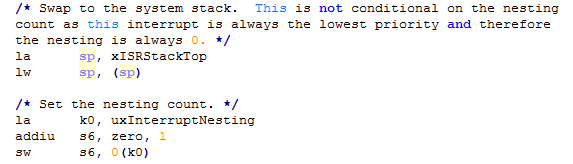 /* Swap to the system stack.  This is not conditional on the nesting
count as this interrupt is always the lowest priority and therefore
the nesting is always 0. */
la      sp, xISRStackTop
lw      sp, (sp)

/* Set the nesting count. */
la      k0, uxInterruptNesting
addiu   s6, zero, 1
sw      s6, 0(k0)